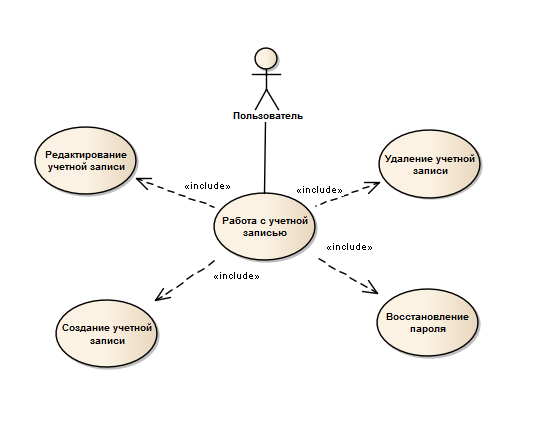 Пользователь
Редактирование
учетной записи
Удаление учетной
записи
«include»
«include»
Работа с учетной
записью
«include»
«include»
Создание учетной
записи
Восстановление
пароля